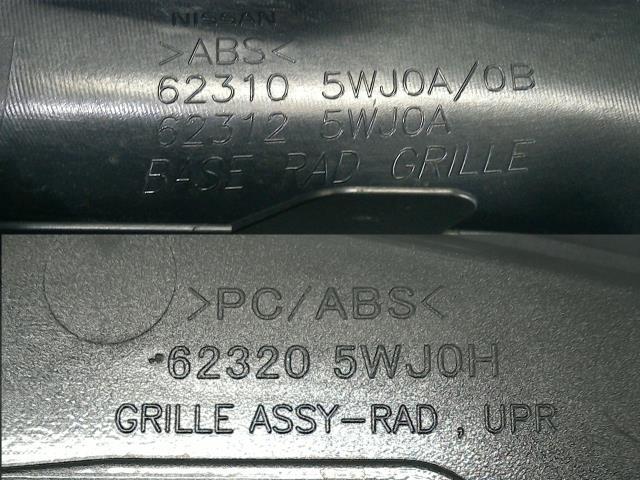 NISSAN
>ABS<
62310 5WJ0A/0B
62312 5WJ0A
BASE RAD GRILLE
>PC/ABS<
62320 5WJ0H
GRILLE ASSY-RAD , UPR